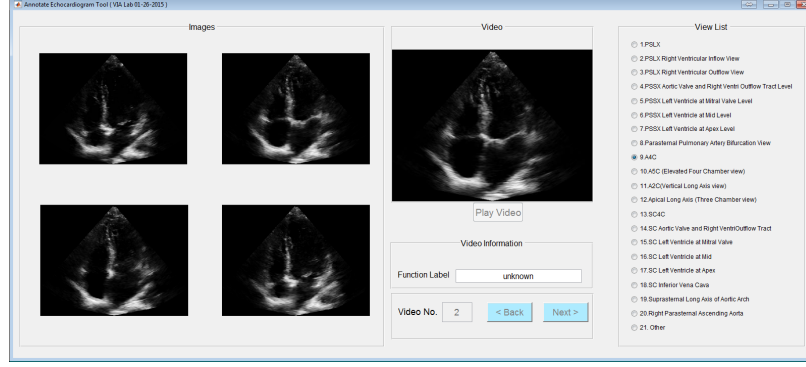 Annotate Echocardiogram Tool ( VIA Lab 01-26-2015 )
Images
Video
View List
1.PSLX
2.PSLX Right Ventricular Inflow View
3.PSLX Right Ventricular Outflow View
4.PSSX Aortic Valve and Right Ventri Outflow Tract Level
5.PSSX Left Ventricle at Mitral Valve Level
6.PSSX Left Ventricle at Mid Level
7.PSSX Left Ventricle at Apex Level
8.Parasternal Pulmonary Artery Bifurcation View
9.A4C
10.A5C (Elevated Four Chamber view)
11.A2C(Vertical Long Axis view)
12.Apical Long Axis (Three Chamber view)
13.SC4C
14.SC Aortic Valve and Right VentriOutflow Tract
15.SC Left Ventricle at Mitral Valve
16.SC Left Ventricle at Mid
17.SC Left Ventricle at Apex
18.SC Inferior Vena Cava
19.Suprasternal Long Axis of Aortic Arch
20.Right Parasternal Ascending Aorta
21. Other
Play Video
Video Information
Function Label unknown
Video No. 2 < Back Next >